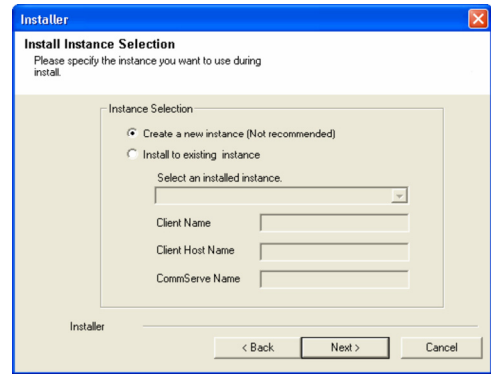 Installer
Install Instance Selection
Please specify the instance you want to use during
install.
Instance Selection
Create a new instance (Not recommended)
Install to existing instance
Select an installed instance.
Client Name
Client Host Name
CommServe Name
Installer
< Back
Next >
Cancel